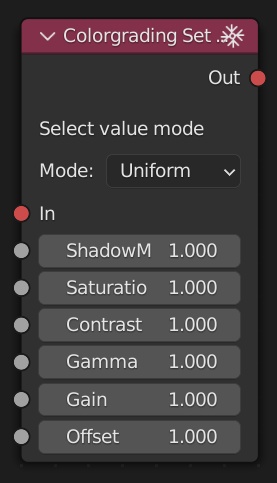 Colorgrading Set ...
Out
Select value mode
Mode: Uniform
In
ShadowM 1.000
Saturatio 1.000
Contrast 1.000
Gamma 1.000
Gain 1.000
Offset 1.000